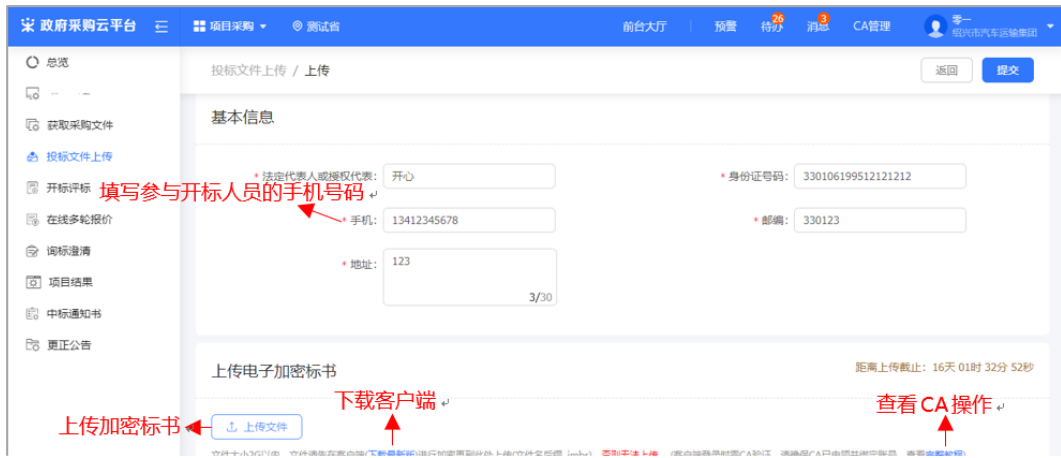 政府采购云平台 项目采购 测试省 前台大厅 预警 待办 26 消息 3 CA管理 零一
绍兴市汽车运输集团
总览
投标文件上传 / 上传 返回 提交
获取采购文件
基本信息
投标文件上传
* 法定代表人或授权代表： 开心 * 身份证号码： 330106199512121212
开标评标
填写参与开标人员的手机号码
在线多轮报价
* 手机： 13412345678 * 邮编： 330123
询标澄清
* 地址： 123
项目结果
3/30
中标通知书
更正公告
上传电子加密标书 距离上传截止：16天 01时 32分 52秒
下载客户端 查看CA操作
上传加密标书 上传文件